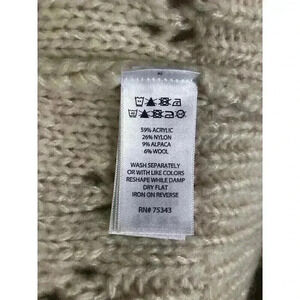 59% ACRYLIC
26% NYLON
9% ALPACA
6% WOOL
WASH SEPARATELY
OR WITH LIKE COLORS
RESHAPE WHILE DAMP
DRY FLAT
IRON ON REVERSE
RN# 75343